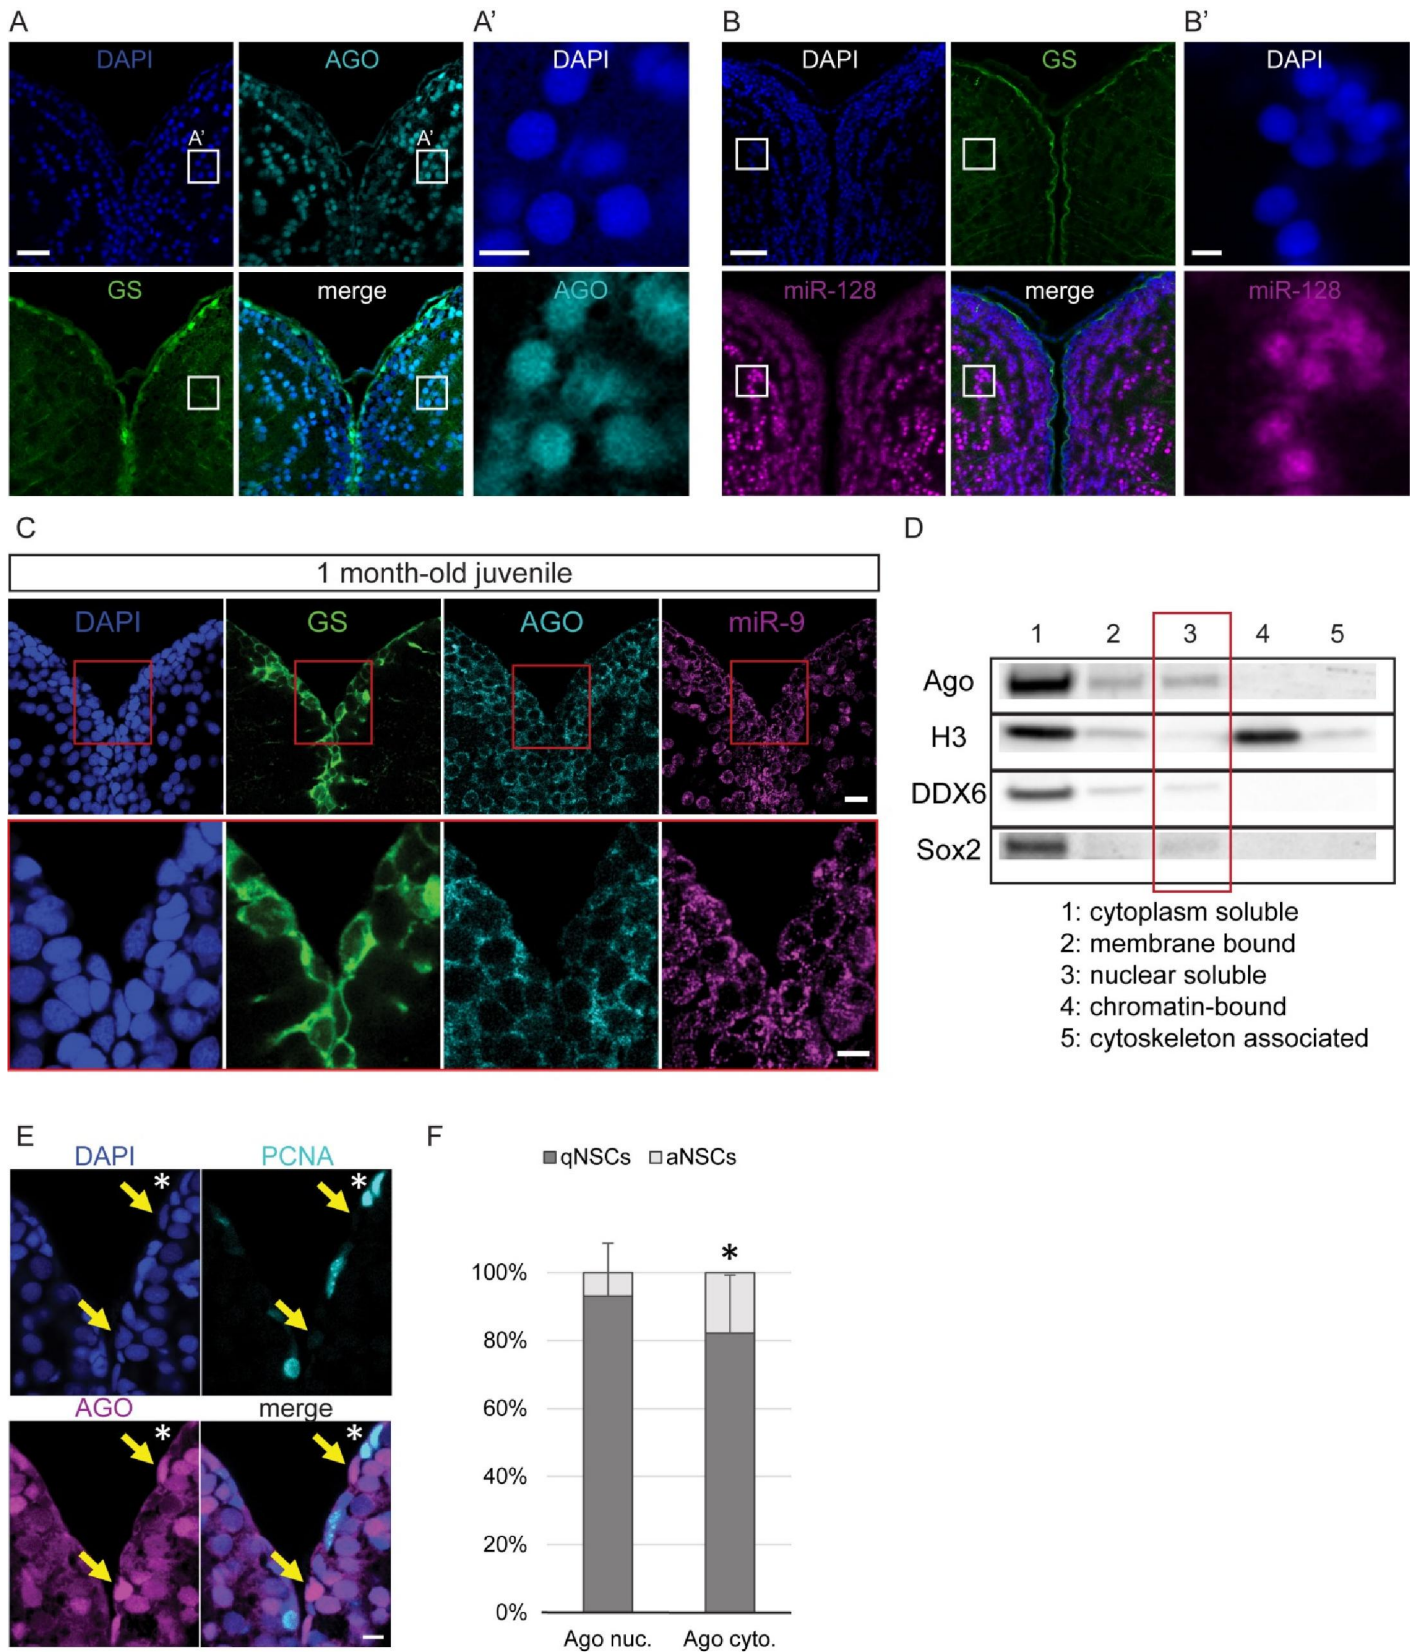 A
A'
B
B'
DAPI
AGO
DAPI
DAPI
GS
DAPI
A'
A'
GS
merge
AGO
miR-128
merge
miR-128
C
D
1 month-old juvenile
DAPI
GS
AGO
miR-9
1 2 3 4 5
Ago
H3
DDX6
Sox2
1: cytoplasm soluble
2: membrane bound
3: nuclear soluble
4: chromatin-bound
5: cytoskeleton associated
E
F
DAPI
PCNA
* *
AGO
merge
* *
qNSCs aNSCs
*
100%
80%
60%
40%
20%
0%
Ago nuc. Ago cyto.